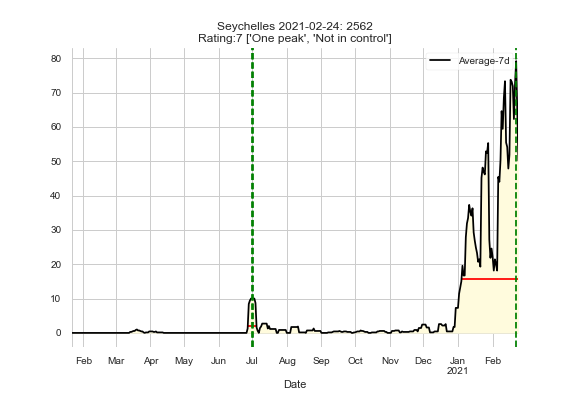 Seychelles 2021-02-24: 2562
Rating:7 ['One peak', 'Not in control']
Average-7d
80
70
60
50
40
30
20
10
0
Feb Mar Apr May Jun Jul Aug Sep Oct Nov Dec Jan Feb
2021
Date